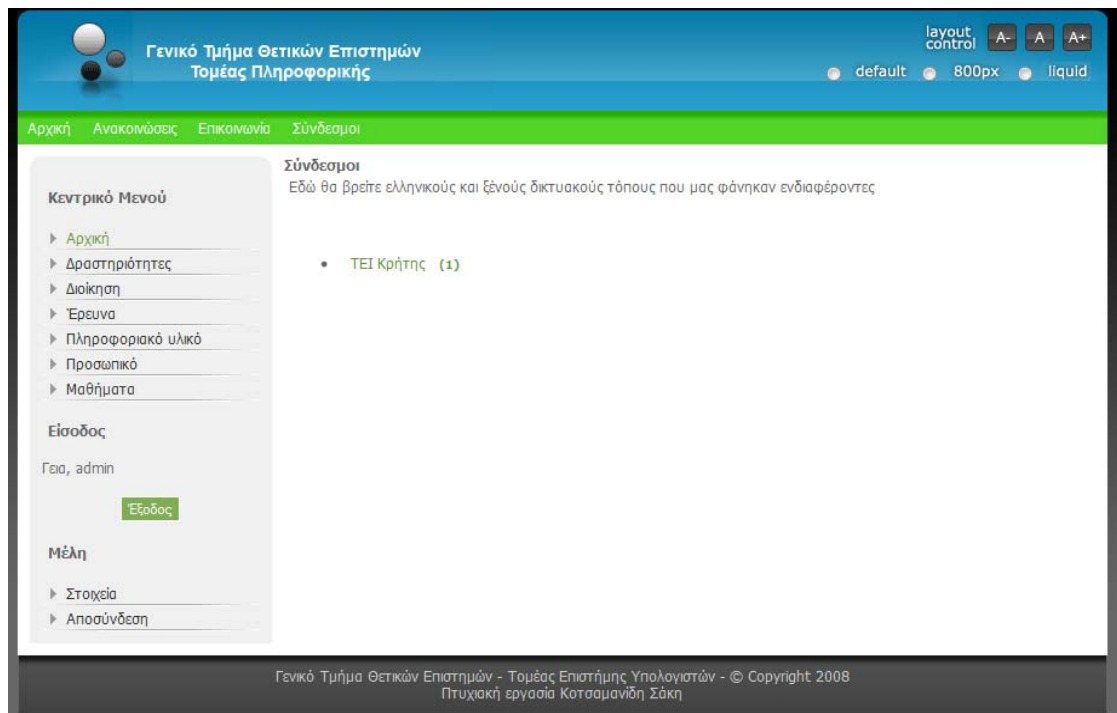 Γενικό Τμήμα Θετικών Επιστημών
Τομέας Πληροφορικής
layout
control
A- A A+
default 800px liquid
Αρχική Ανακοινώσεις Επικοινωνία Σύνδεσμοι
Κεντρικό Μενού
Αρχική
Δραστηριότητες
Διοίκηση
Έρευνα
Πληροφοριακό υλικό
Προσωπικό
Μαθήματα
Είσοδος
Γεια, admin
Έξοδος
Μέλη
Στοιχεία
Αποσύνδεση
Σύνδεσμοι
Εδώ θα βρείτε ελληνικούς και ξένούς δικτυακούς τόπους που μας φάνηκαν ενδιαφέροντες
ΤΕΙ Κρήτης (1)
Γενικό Τμήμα Θετικών Επιστημών - Τομέας Επιστήμης Υπολογιστών - © Copyright 2008
Πτυχιακή εργασία Κοτσαμανίδη Σάκη